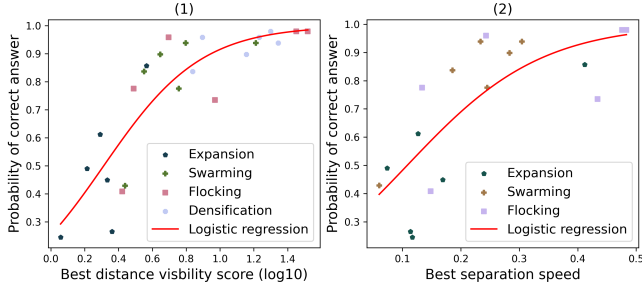 (1)
Probability of correct answer
1.0
0.9
0.8
0.7
0.6
0.5
0.4
0.3
Expansion
Swarming
Flocking
Densification
Logistic regression
0.0 0.2 0.4 0.6 0.8 1.0 1.2 1.4
Best distance visbility score (log10)
(2)
Probability of correct answer
1.0
0.9
0.8
0.7
0.6
0.5
0.4
0.3
Expansion
Swarming
Flocking
Logistic regression
0.1 0.2 0.3 0.4 0.5
Best separation speed